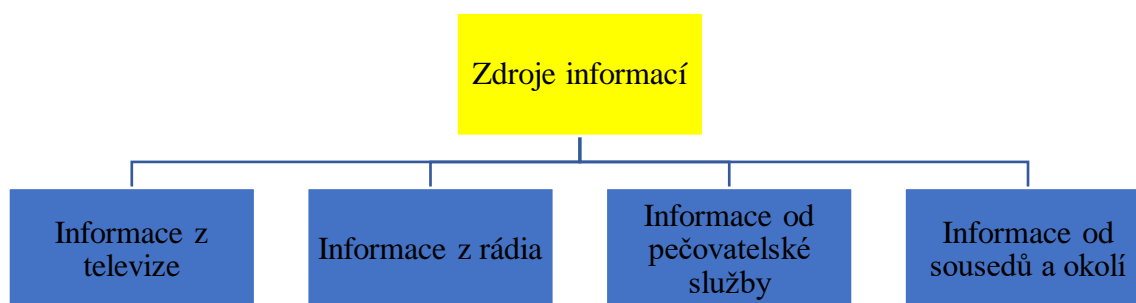 Zdroje informací
Informace z
televize
Informace z rádia
Informace od
pečovatelské
služby
Informace od
sousedů a okolí